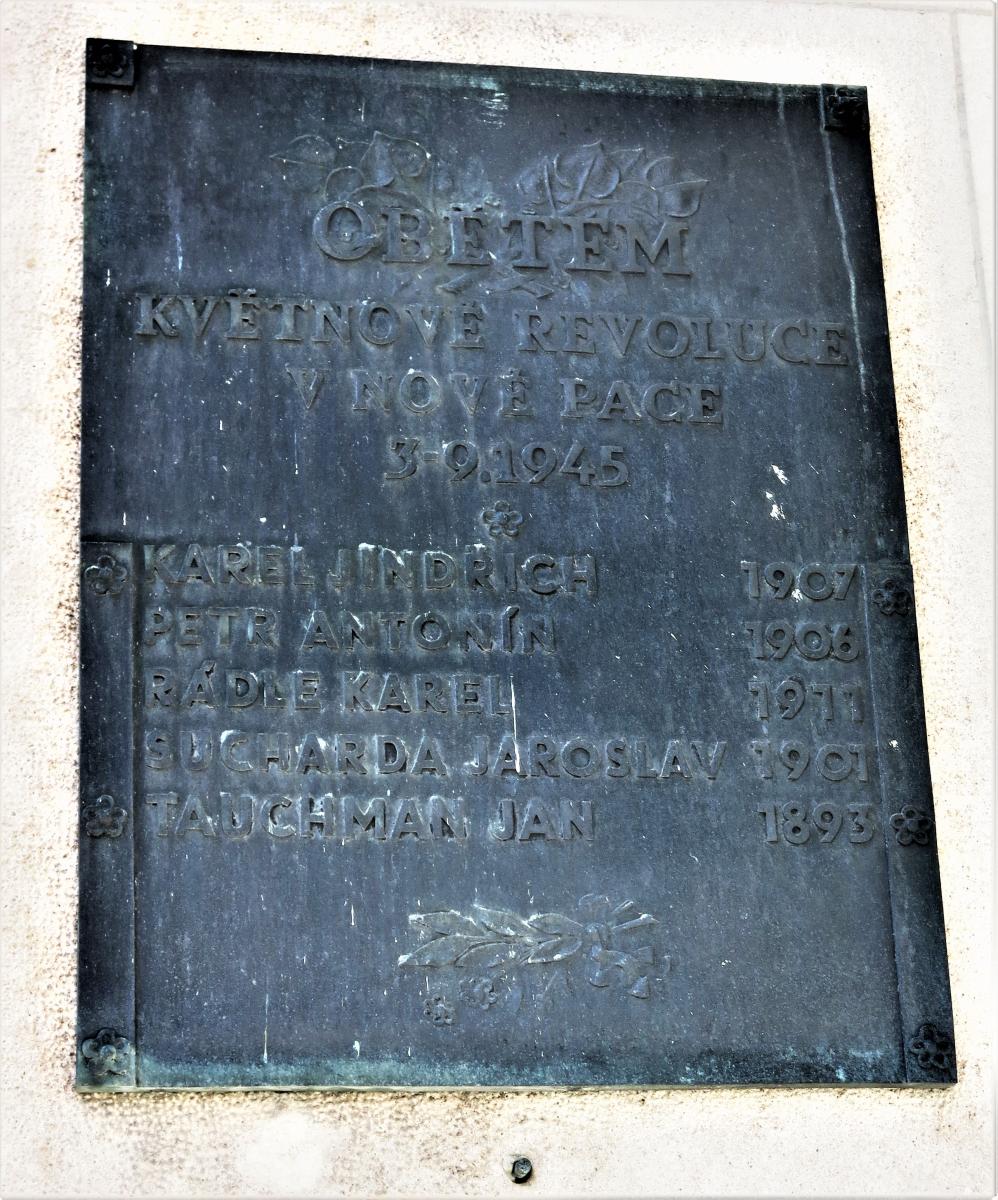 OBĚTEM
KVĚTNOVÉ REVOLUCE
V NOVÉ PACE
3-9.1945
KAREL JINDŘICH 1907
PETR ANTONÍN 1906
RÁDLE KAREL 1911
SUCHARDA JAROSLAV 1901
TAUCHMAN JAN 1893